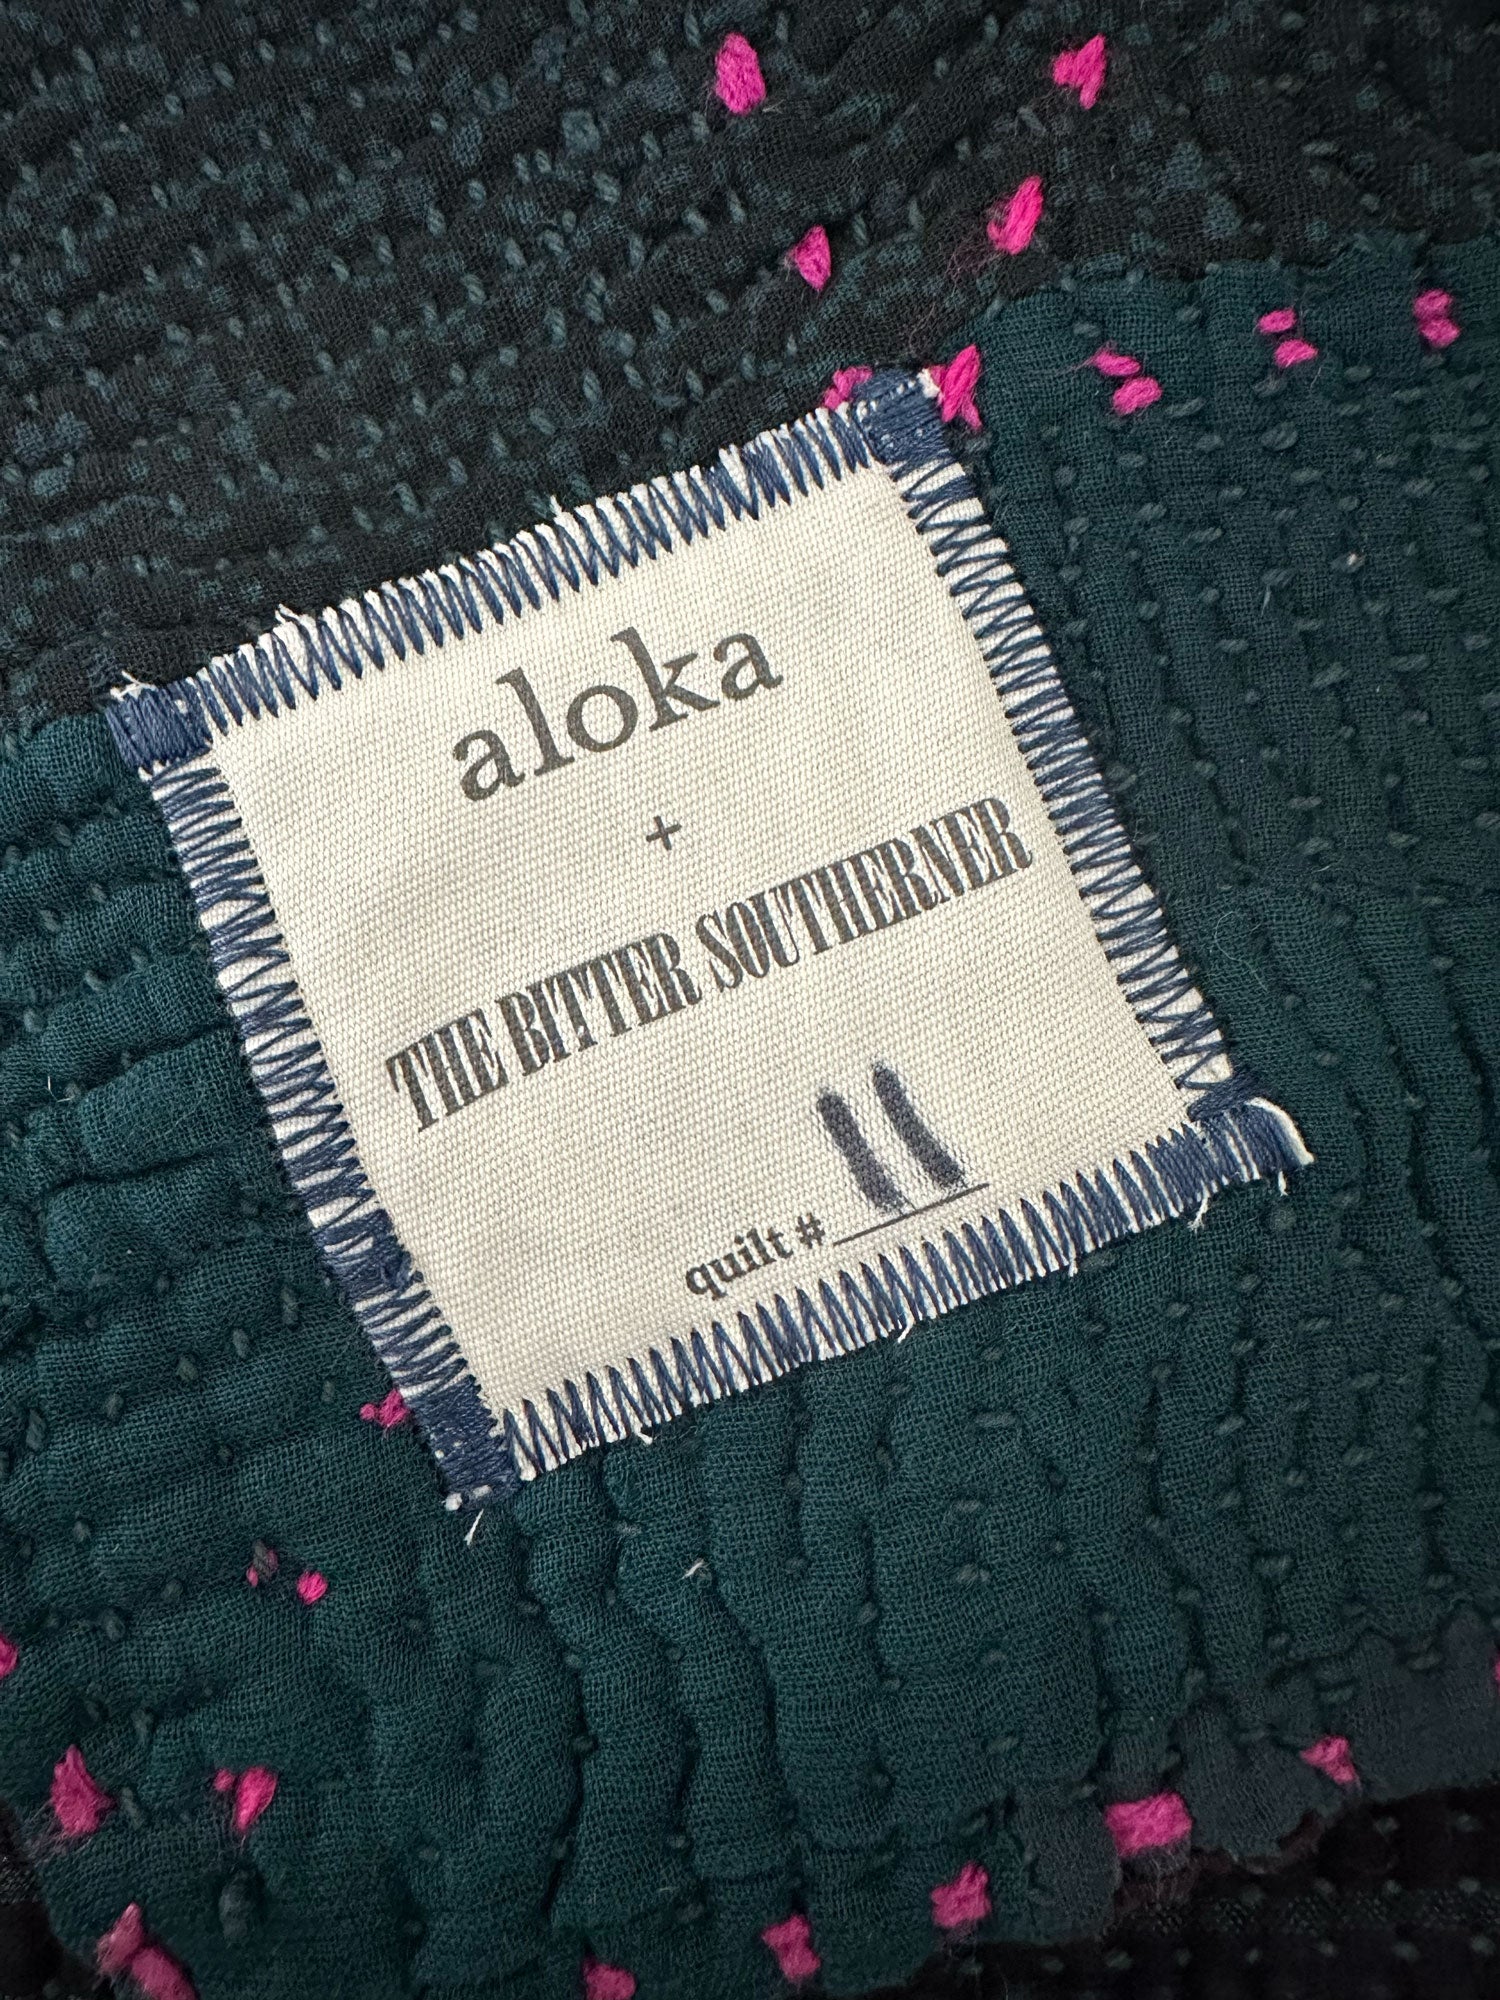 aloka
+
THE BITTER SOUTHERNER
quilt # 11